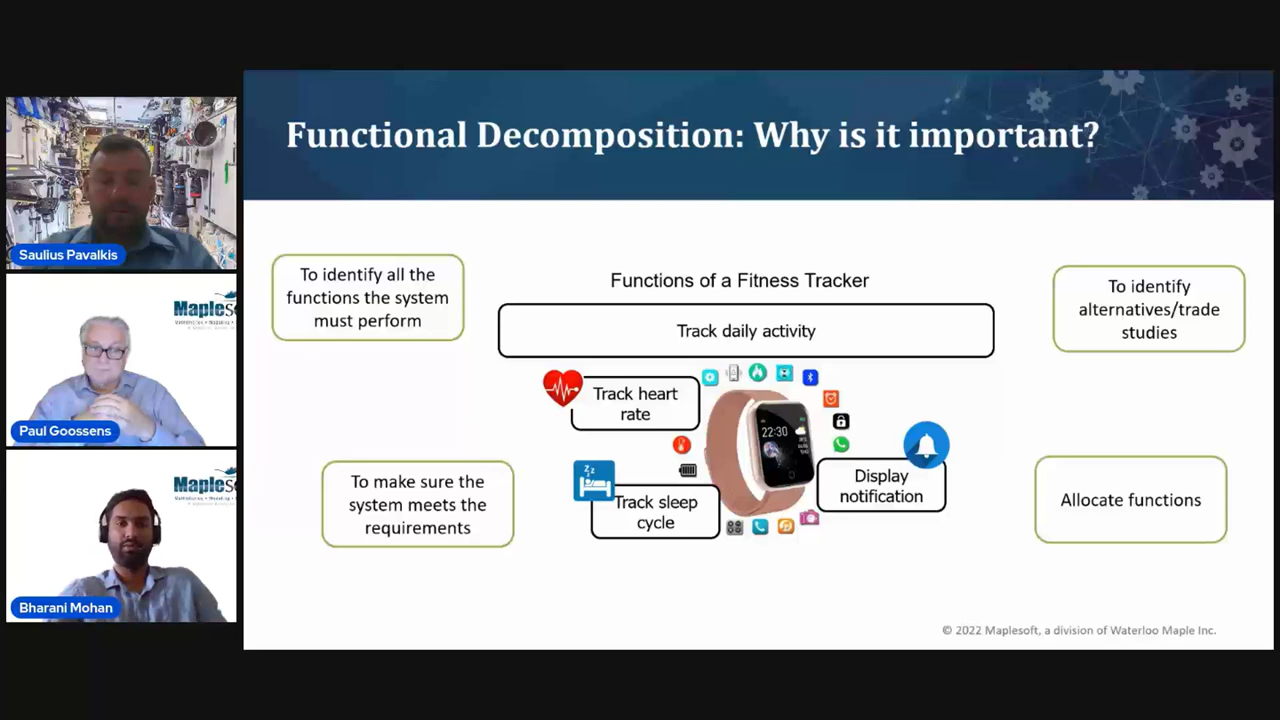 Functional Decomposition: Why is it important?
Saulius Pavalkis
To identify all the
functions the system
must perform
Functions of a Fitness Tracker
To identify
alternatives/trade
studies
Track daily activity
MapleS
Track heart
rate
22:30
Paul Goossens
To make sure the
system meets the
requirements
Z Z
Track sleep
cycle
Display
notification
Allocate functions
MapleS
Bharani Mohan
© 2022 Maplesoft, a division of Waterloo Maple Inc.